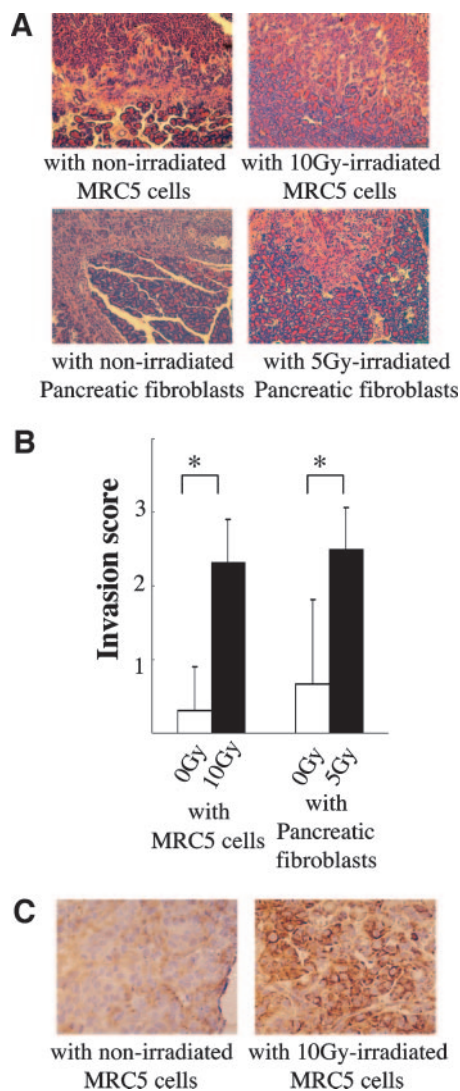 A
with non-irradiated
MRC5 cells
with 10Gy-irradiated
MRC5 cells
with non-irradiated
Pancreatic fibroblasts
with 5Gy-irradiated
Pancreatic fibroblasts
B
Invasion score
3
2
1
*
*
0Gy
10Gy
0Gy
5Gy
with
MRC5 cells
with
Pancreatic
fibroblasts
C
with non-irradiated
MRC5 cells
with 10Gy-irradiated
MRC5 cells